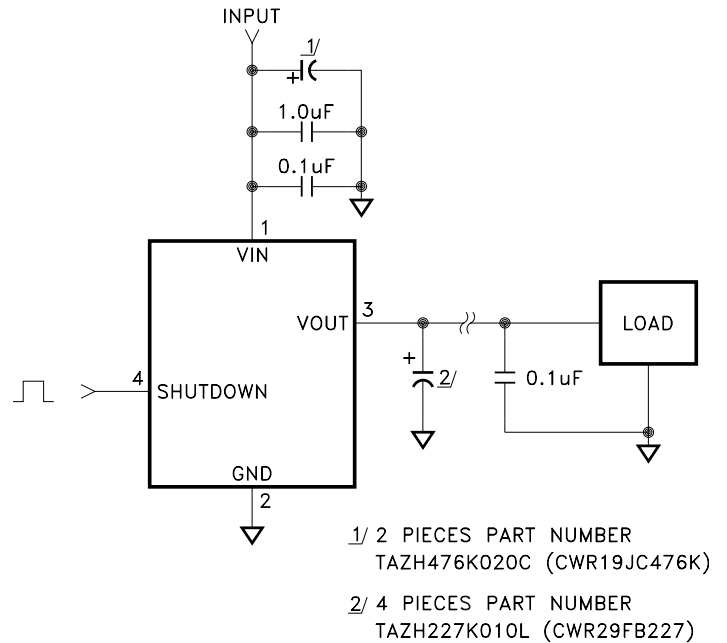 INPUT
1/
+
1.0uF
0.1uF
1
VIN
VOUT
3
LOAD
4
SHUTDOWN
+
2/
0.1uF
GND
2
1/ 2 PIECES PART NUMBER
TAZH476K020C (CWR19JC476K)
2/ 4 PIECES PART NUMBER
TAZH227K010L (CWR29FB227)